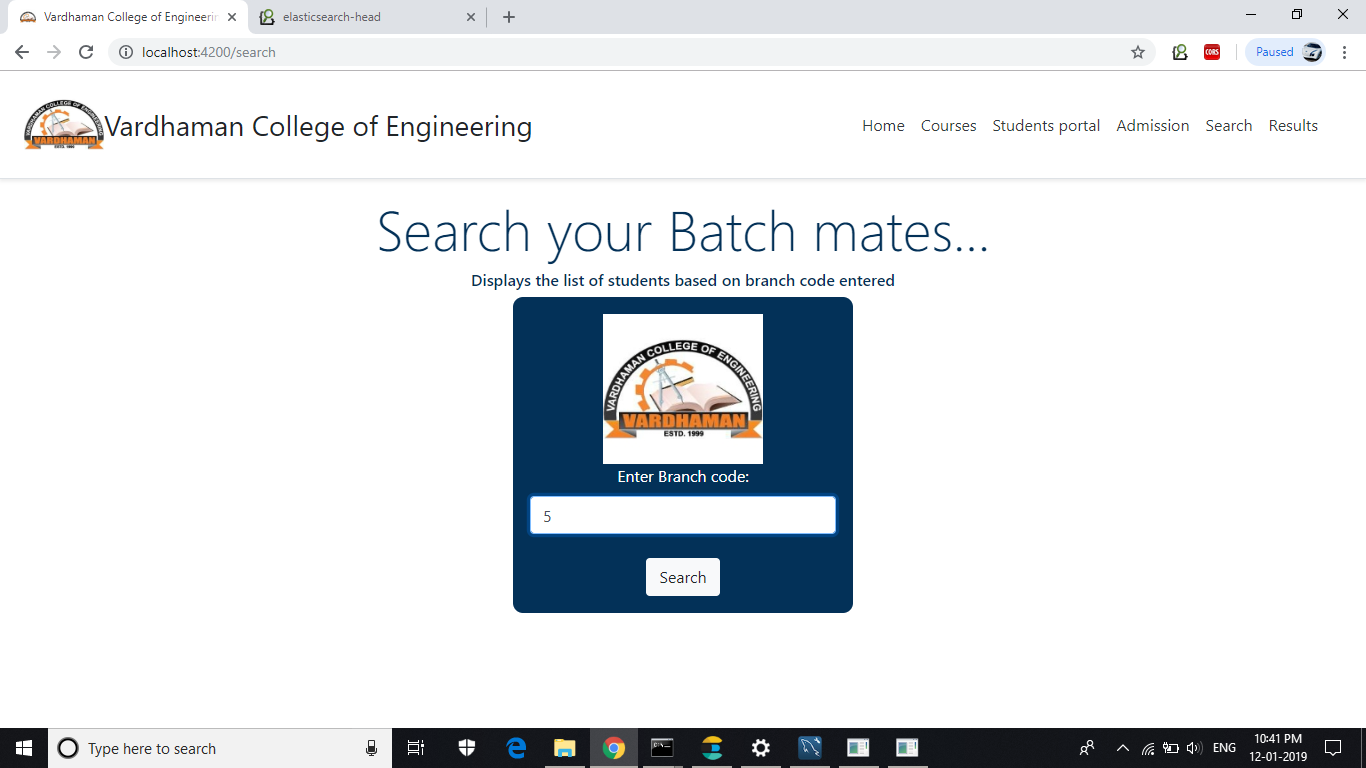 Vardhaman College of Engineerin
elasticsearch-head
localhost:4200/search
CORS
Paused
VARDHAMAN COLLEGE OF ENGINEERING
VARDHAMAN
ESTD. 1999
Vardhaman College of Engineering
Home Courses Students portal Admission Search Results
Search your Batch mates...
Displays the list of students based on branch code entered
VARDHAMAN COLLEGE OF ENGINEERING
VARDHAMAN
ESTD. 1999
Enter Branch code:
5
Search
Type here to search
ENG
10:41 PM
12-01-2019